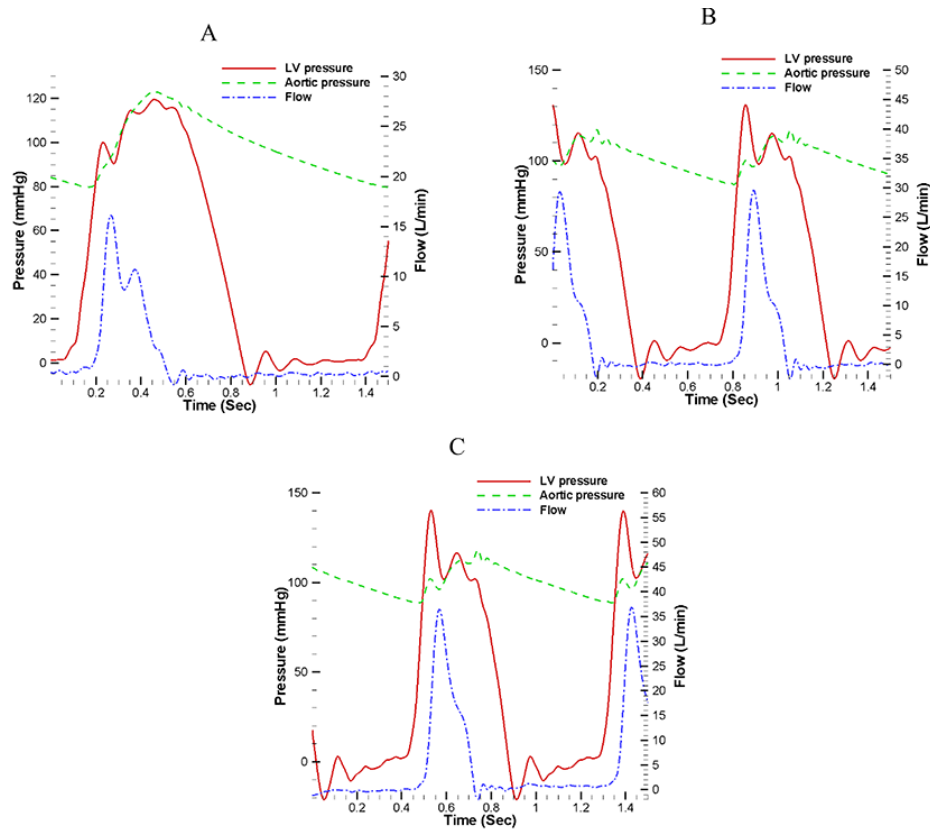 A
LV pressure
Aortic pressure
Flow
Pressure (mmHg)
120
100
80
60
40
20
0
30
25
20
15
10
5
0
Flow (L/min)
0.2 0.4 0.6 0.8 1 1.2 1.4
Time (Sec)
B
LV pressure
Aortic pressure
Flow
Pressure (mmHg)
150
100
50
0
50
45
40
35
30
25
20
15
10
5
0
Flow (L/min)
0.2 0.4 0.6 0.8 1 1.2 1.4
Time (Sec)
C
LV pressure
Aortic pressure
Flow
Pressure (mmHg)
150
100
50
0
60
55
50
45
40
35
30
25
20
15
10
5
0
Flow (L/min)
0.2 0.4 0.6 0.8 1 1.2 1.4
Time (Sec)